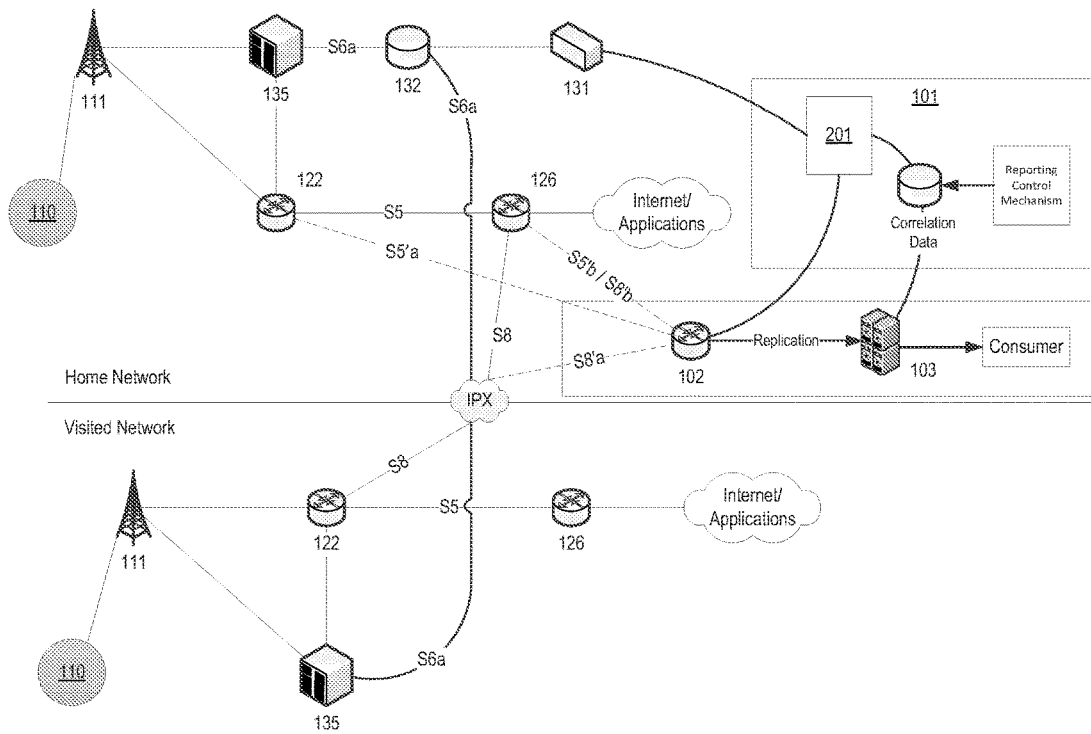 S6a
111
135
132
131
101
201
S6a
Reporting
Control
Mechanism
110
122
126
S5
Internet/
Applications
Correlation
Data
S5'a
S5'b / S8'b
S8
S8'a
102
Replication
103
Consumer
Home Network
IPX
Visited Network
S8
111
122
S5
126
Internet/
Applications
110
135
S6a